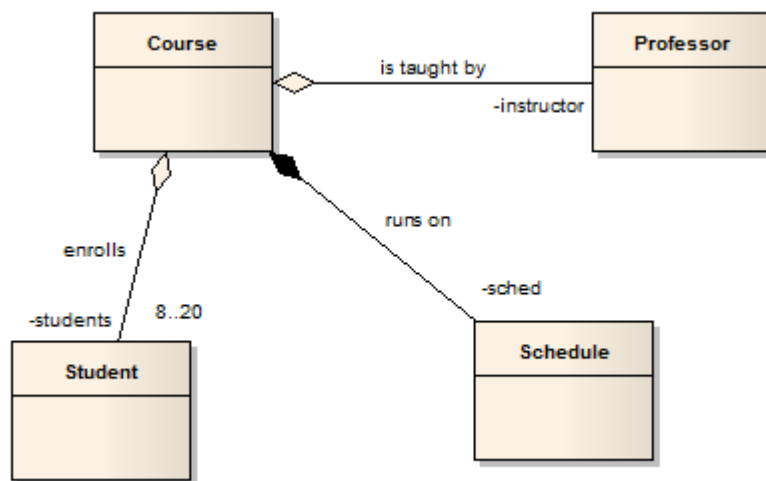 Course
Professor
is taught by
-instructor
runs on
enrolls
-sched
8..20
-students
Schedule
Student